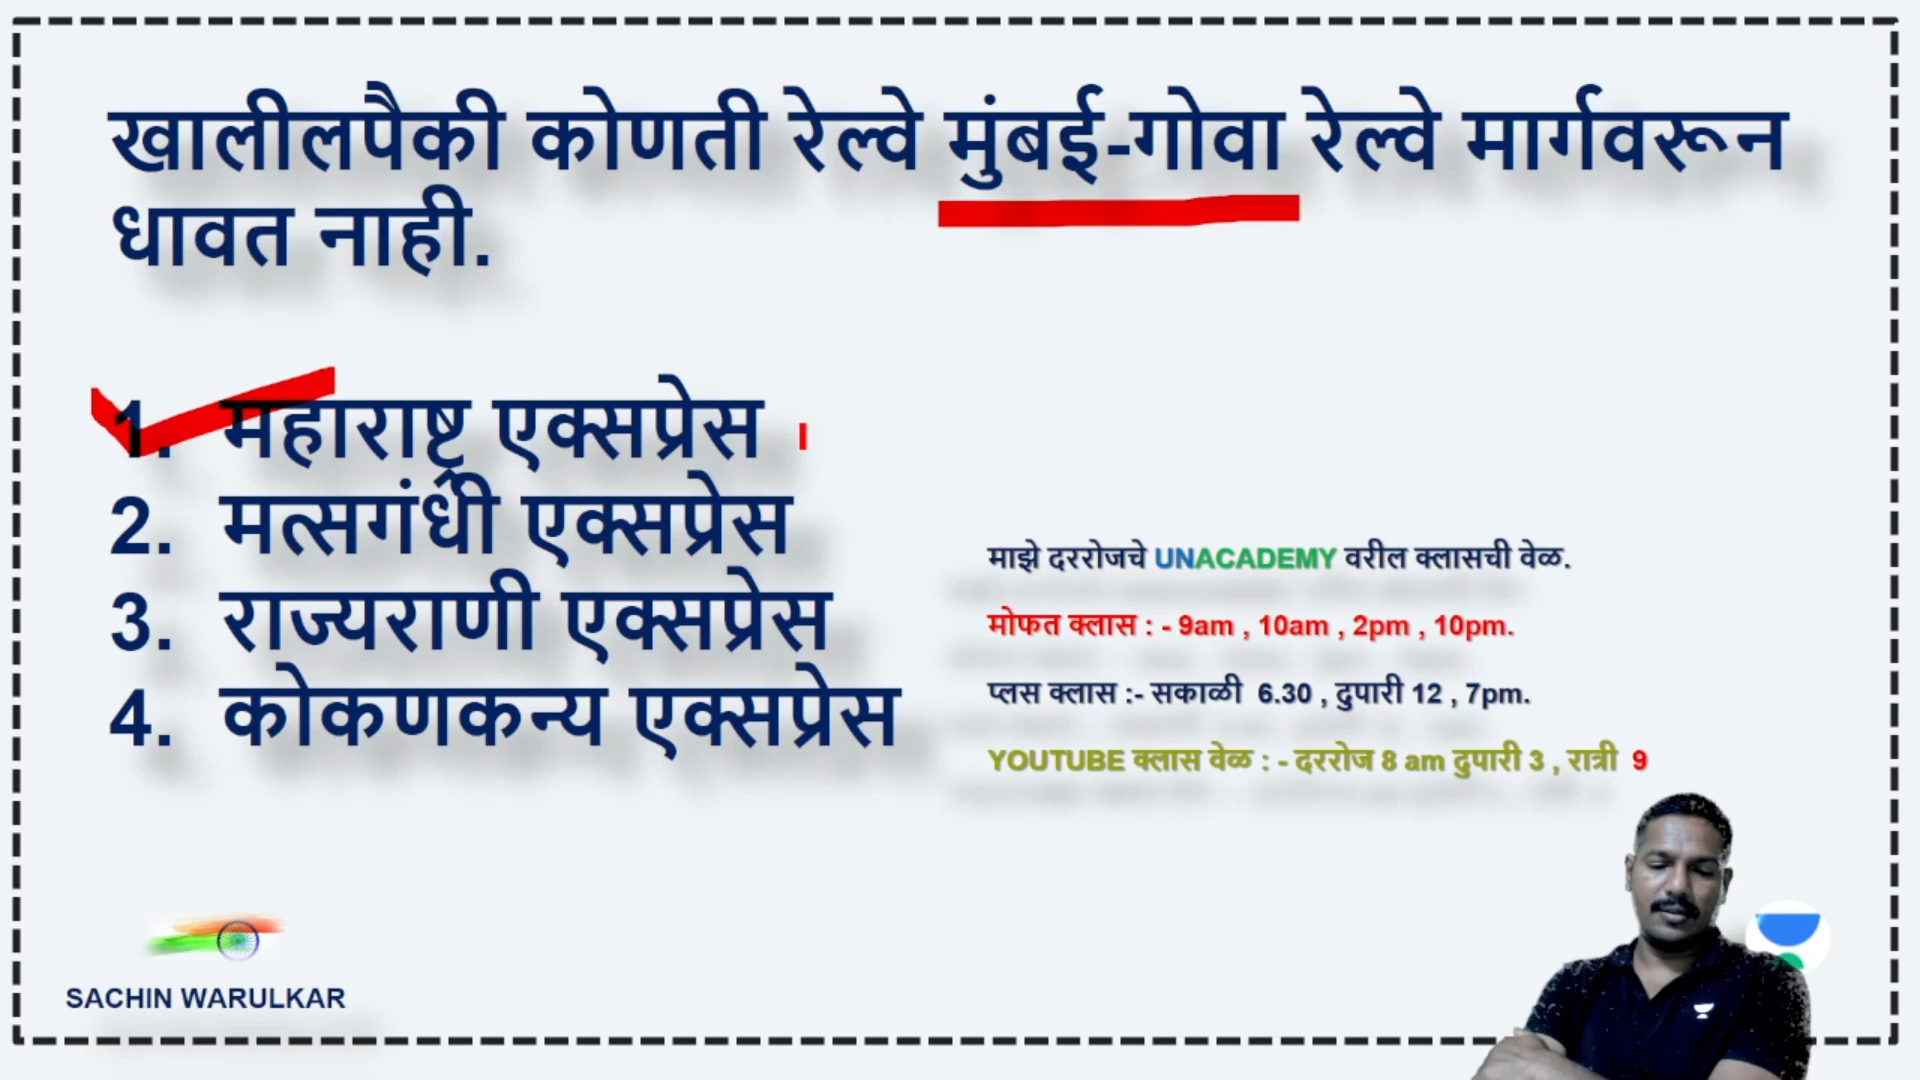 खालीलपैकी कोणती रेल्वे मुंबई-गोवा रेल्वे मार्गवरून
धावत नाही.
1. महाराष्ट्र एक्सप्रेस
2. मत्सगंधी एक्सप्रेस
3. राज्यराणी एक्सप्रेस
4. कोकणकन्य एक्सप्रेस
माझे दररोजचे UNACADEMY वरील क्लासची वेळ.
मोफत क्लास : - 9am , 10am , 2pm , 10pm.
प्लस क्लास :- सकाळी 6.30 , दुपारी 12 , 7pm.
YOUTUBE क्लास वेळ : - दररोज 8 am दुपारी 3 , रात्री 9
SACHIN WARULKAR